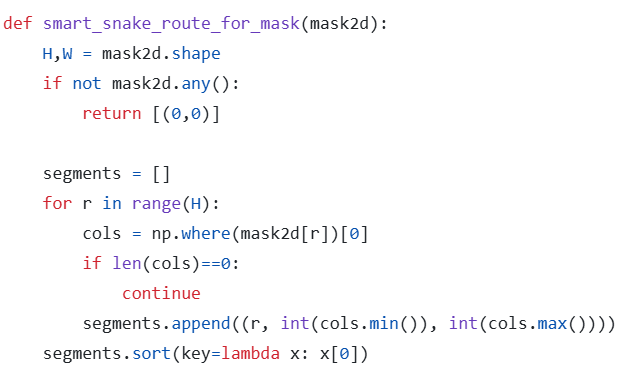 def smart_snake_route_for_mask(mask2d):
    H,W = mask2d.shape
    if not mask2d.any():
        return [(0,0)]

    segments = []
    for r in range(H):
        cols = np.where(mask2d[r])[0]
        if len(cols)==0:
            continue
        segments.append((r, int(cols.min()), int(cols.max())))
    segments.sort(key=lambda x: x[0])